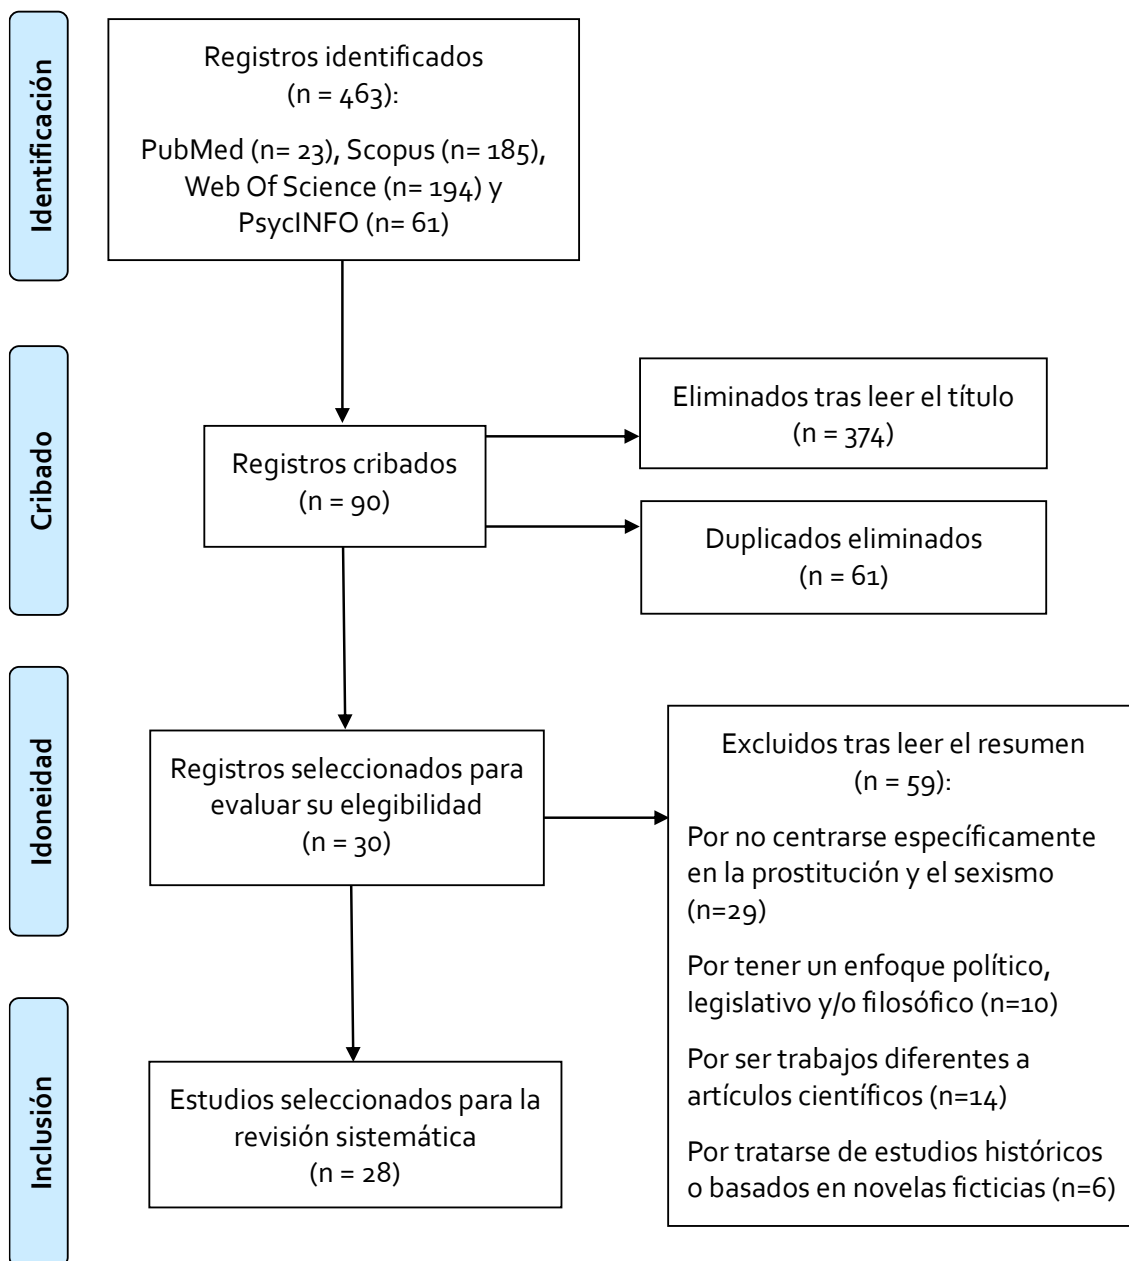 Identificación
Registros identificados
(n = 463):
PubMed (n= 23), Scopus (n= 185),
Web Of Science (n= 194) y
PsycINFO (n= 61)
Cribado
Registros cribados
(n = 90)
Eliminados tras leer el título
(n = 374)
Duplicados eliminados
(n = 61)
Idoneidad
Registros seleccionados para
evaluar su elegibilidad
(n = 30)
Excluidos tras leer el resumen
(n = 59):
Por no centrarse específicamente
en la prostitución y el sexismo
(n=29)
Por tener un enfoque político,
legislativo y/o filosófico (n=10)
Por ser trabajos diferentes a
artículos científicos (n=14)
Por tratarse de estudios históricos
o basados en novelas ficticias (n=6)
Inclusión
Estudios seleccionados para la
revisión sistemática
(n = 28)